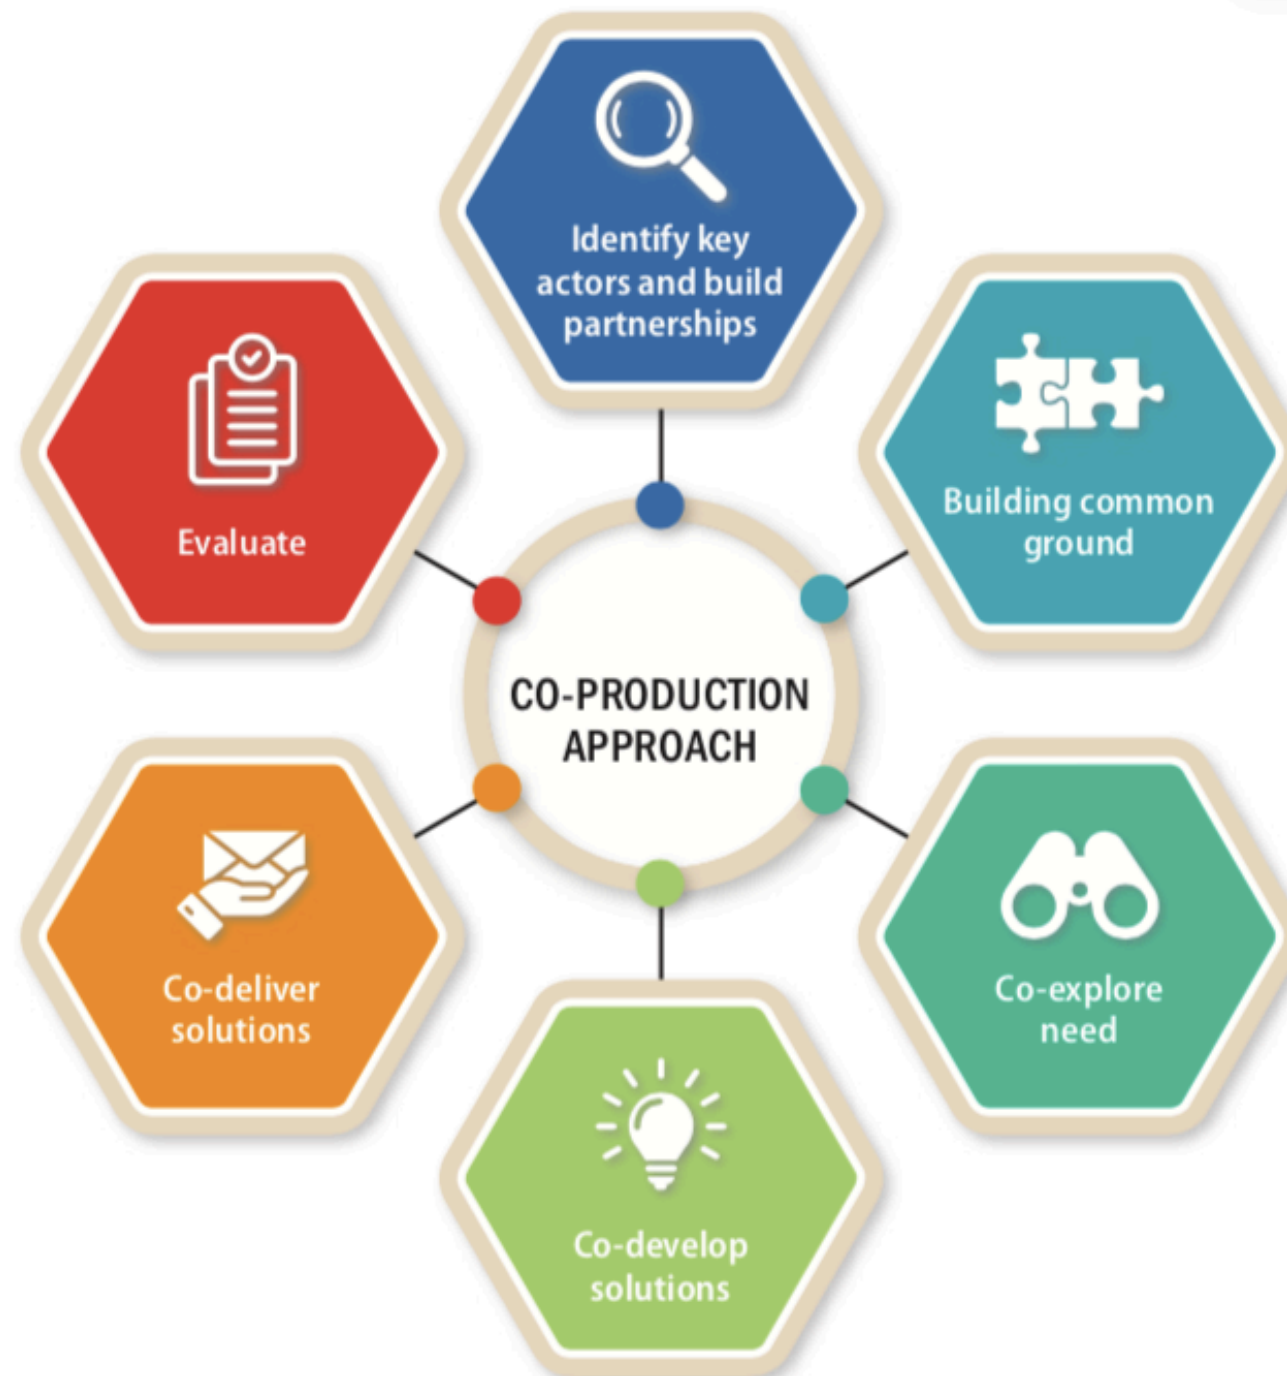 Identify key
actors and build
partnerships
Building common
ground
Co-explore
need
Co-develop
solutions
Co-deliver
solutions
Evaluate
CO-PRODUCTION
APPROACH